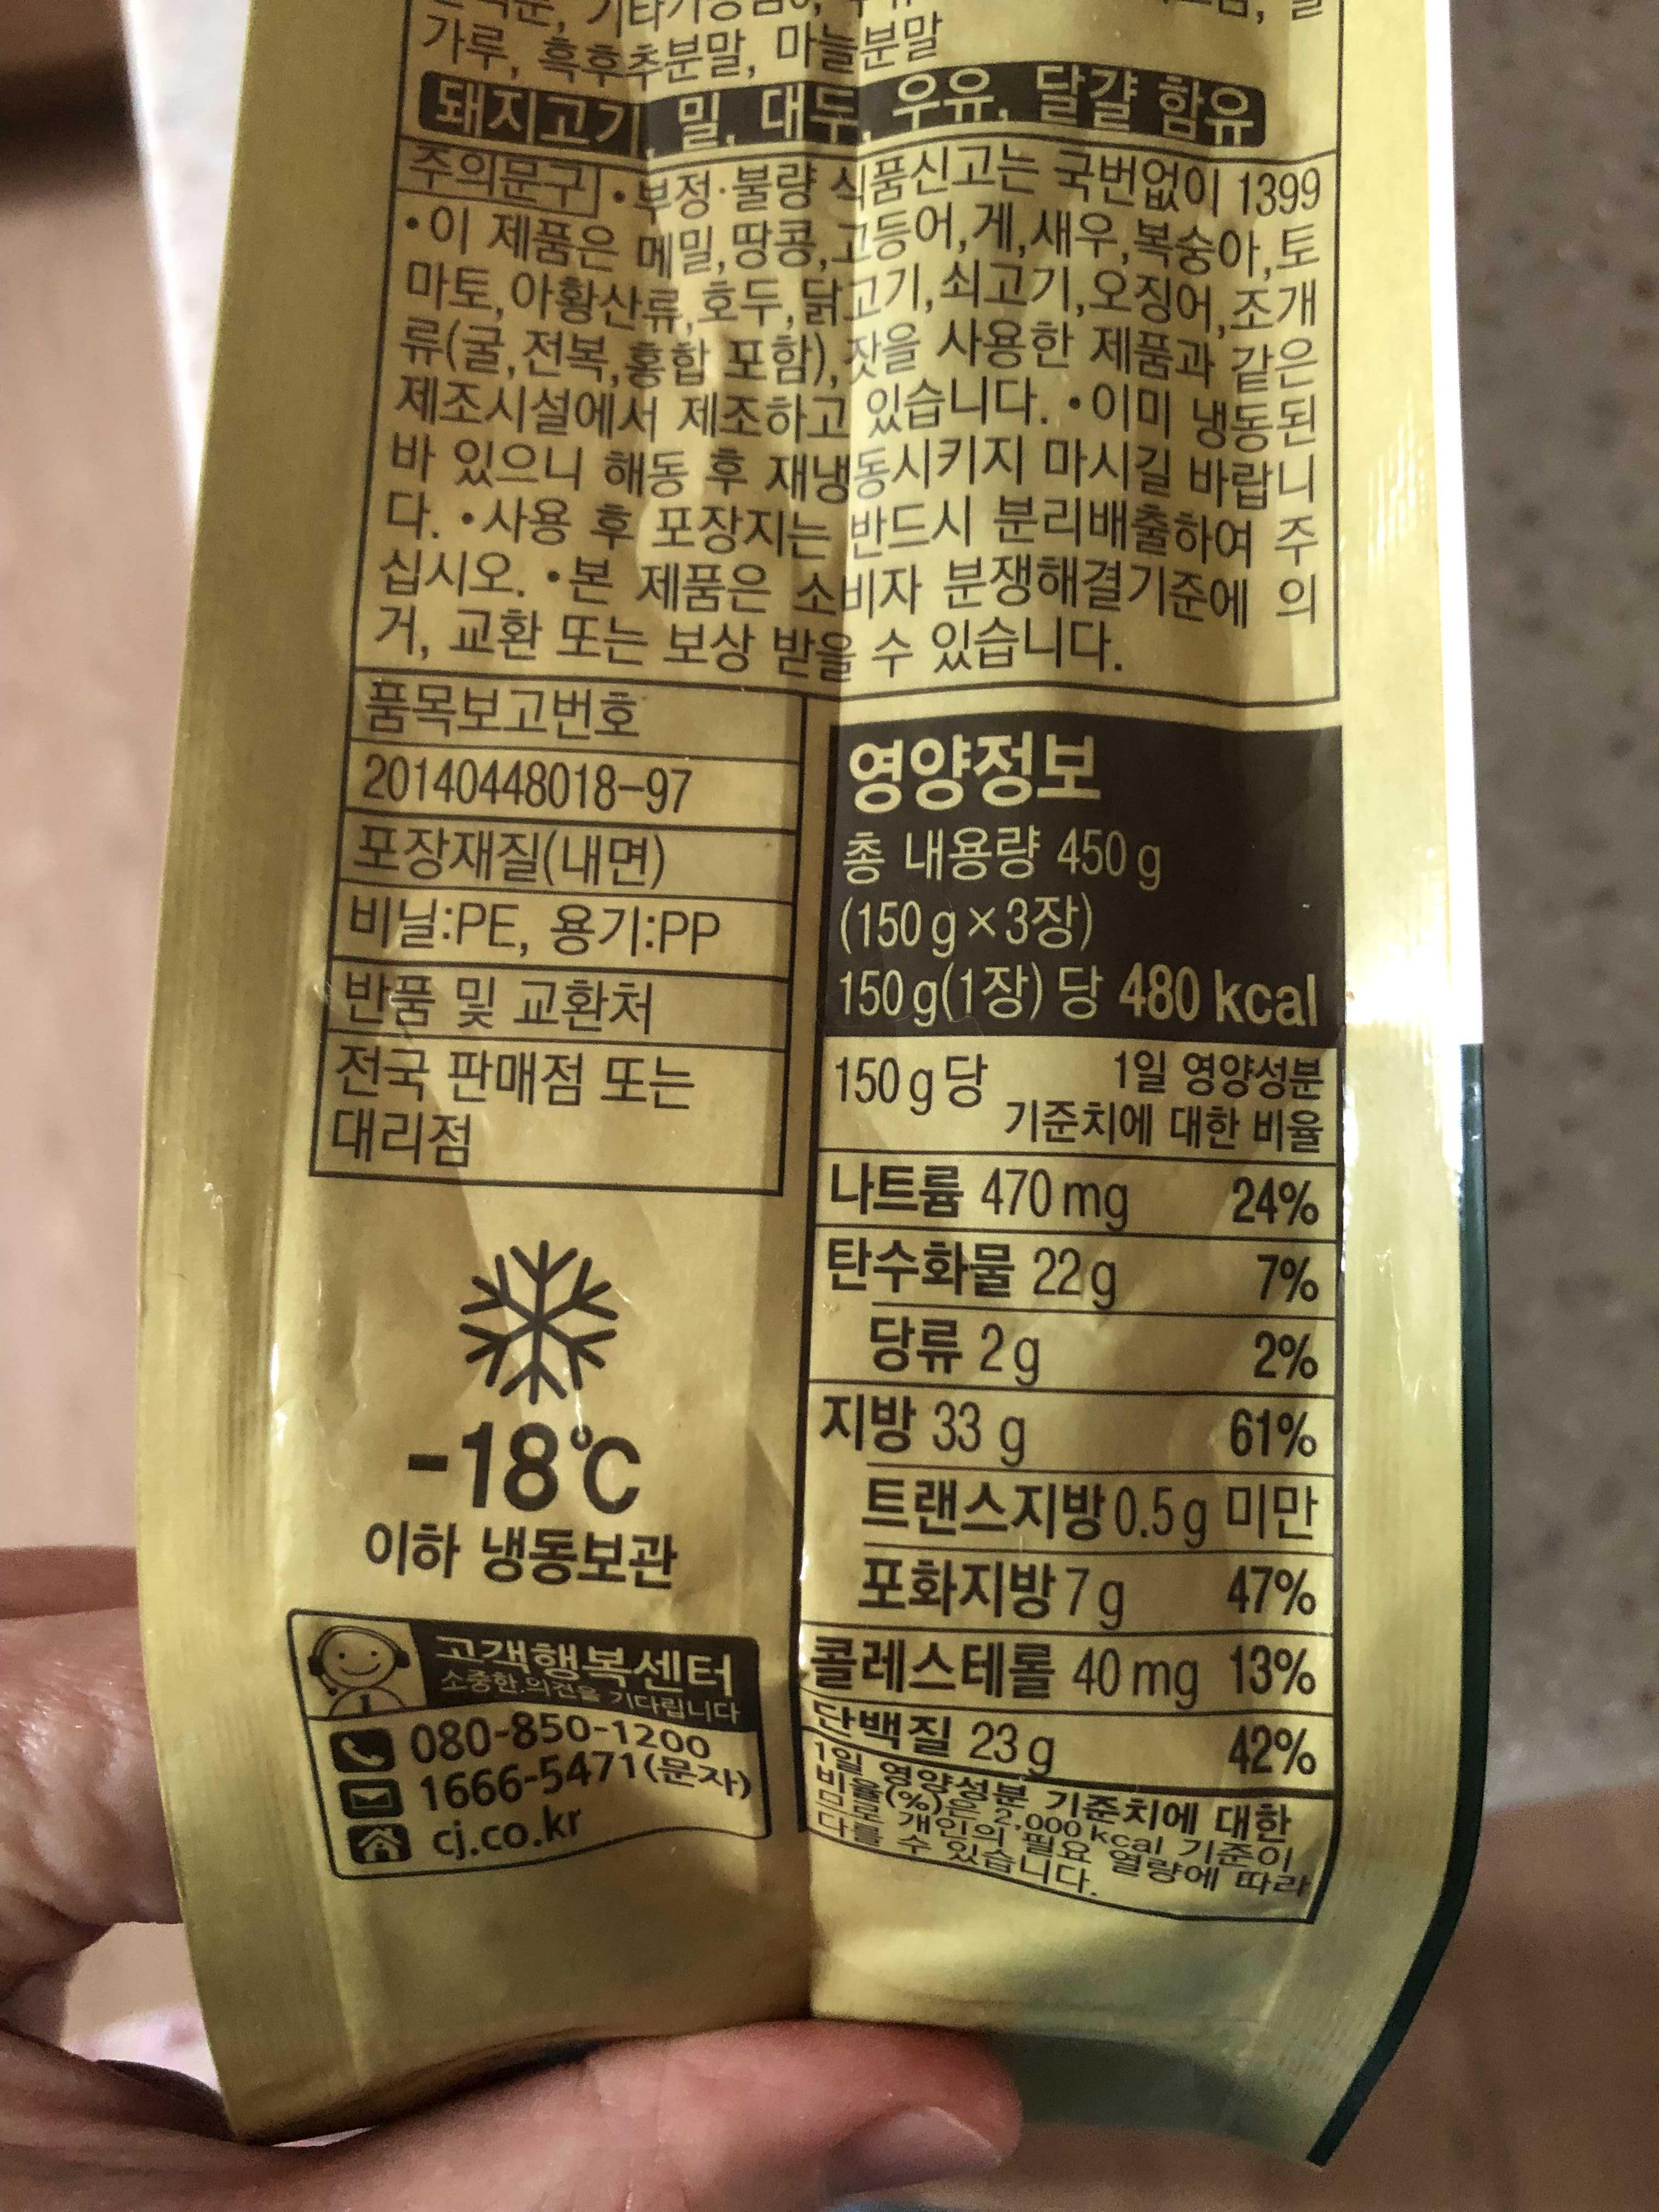 가루, 흑후추분말, 마늘분말
돼지고기, 밀, 대두, 우유, 달걀 함유
주의문구 •부정·불량 식품신고는 국번없이 1399
•이 제품은 메밀,땅콩,고등어,게,새우,복숭아,토
마토,아황산류,호두,닭고기,쇠고기,오징어,조개
류(굴,전복,홍합 포함),잣을 사용한 제품과 같은
제조시설에서 제조하고 있습니다. •이미 냉동된
바 있으니 해동 후 재냉동시키지 마시길 바랍니
다. •사용 후 포장지는 반드시 분리배출하여 주
십시오. •본 제품은 소비자 분쟁해결기준에 의
거, 교환 또는 보상 받을 수 있습니다.
품목보고번호
20140448018-97
포장재질(내면)
비닐:PE, 용기:PP
반품 및 교환처
전국 판매점 또는
대리점
-18℃
이하 냉동보관
고객행복센터
소중한 의견을 기다립니다
080-850-1200
1666-5471(문자)
cj.co.kr
영양정보
총 내용량 450 g
(150 g×3장)
150 g(1장) 당 480 kcal
150 g 당 1일 영양성분
기준치에 대한 비율
나트륨 470 mg 24%
탄수화물 22 g 7%
당류 2 g 2%
지방 33 g 61%
트랜스지방 0.5 g 미만
포화지방 7 g 47%
콜레스테롤 40 mg 13%
단백질 23 g 42%
1일 영양성분 기준치에 대한
비율(%)은 2,000 kcal 기준이
므로 개인의 필요 열량에 따라
다를 수 있습니다.